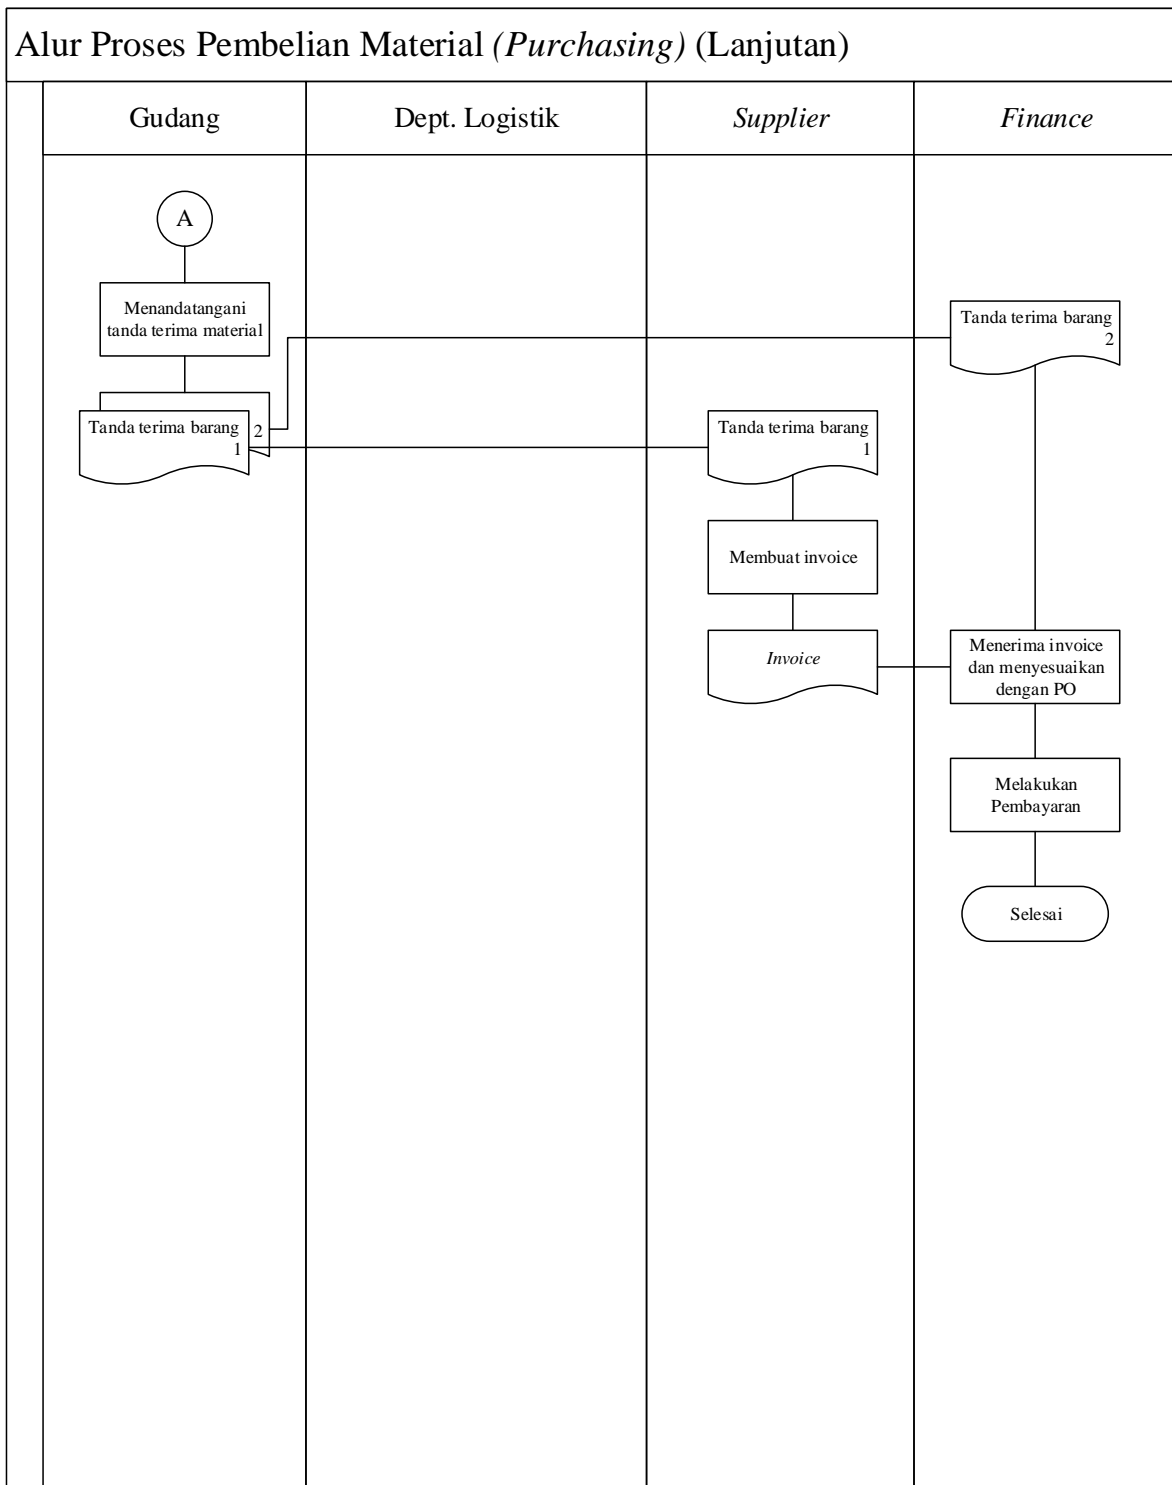 Alur Proses Pembelian Material (Purchasing) (Lanjutan)
Gudang
Dept. Logistik
Supplier
Finance
A
Menandatangani
tanda terima material
Tanda terima barang
2
Tanda terima barang
1
2
Tanda terima barang
1
Membuat invoice
Invoice
Menerima invoice
dan menyesuaikan
dengan PO
Melakukan
Pembayaran
Selesai